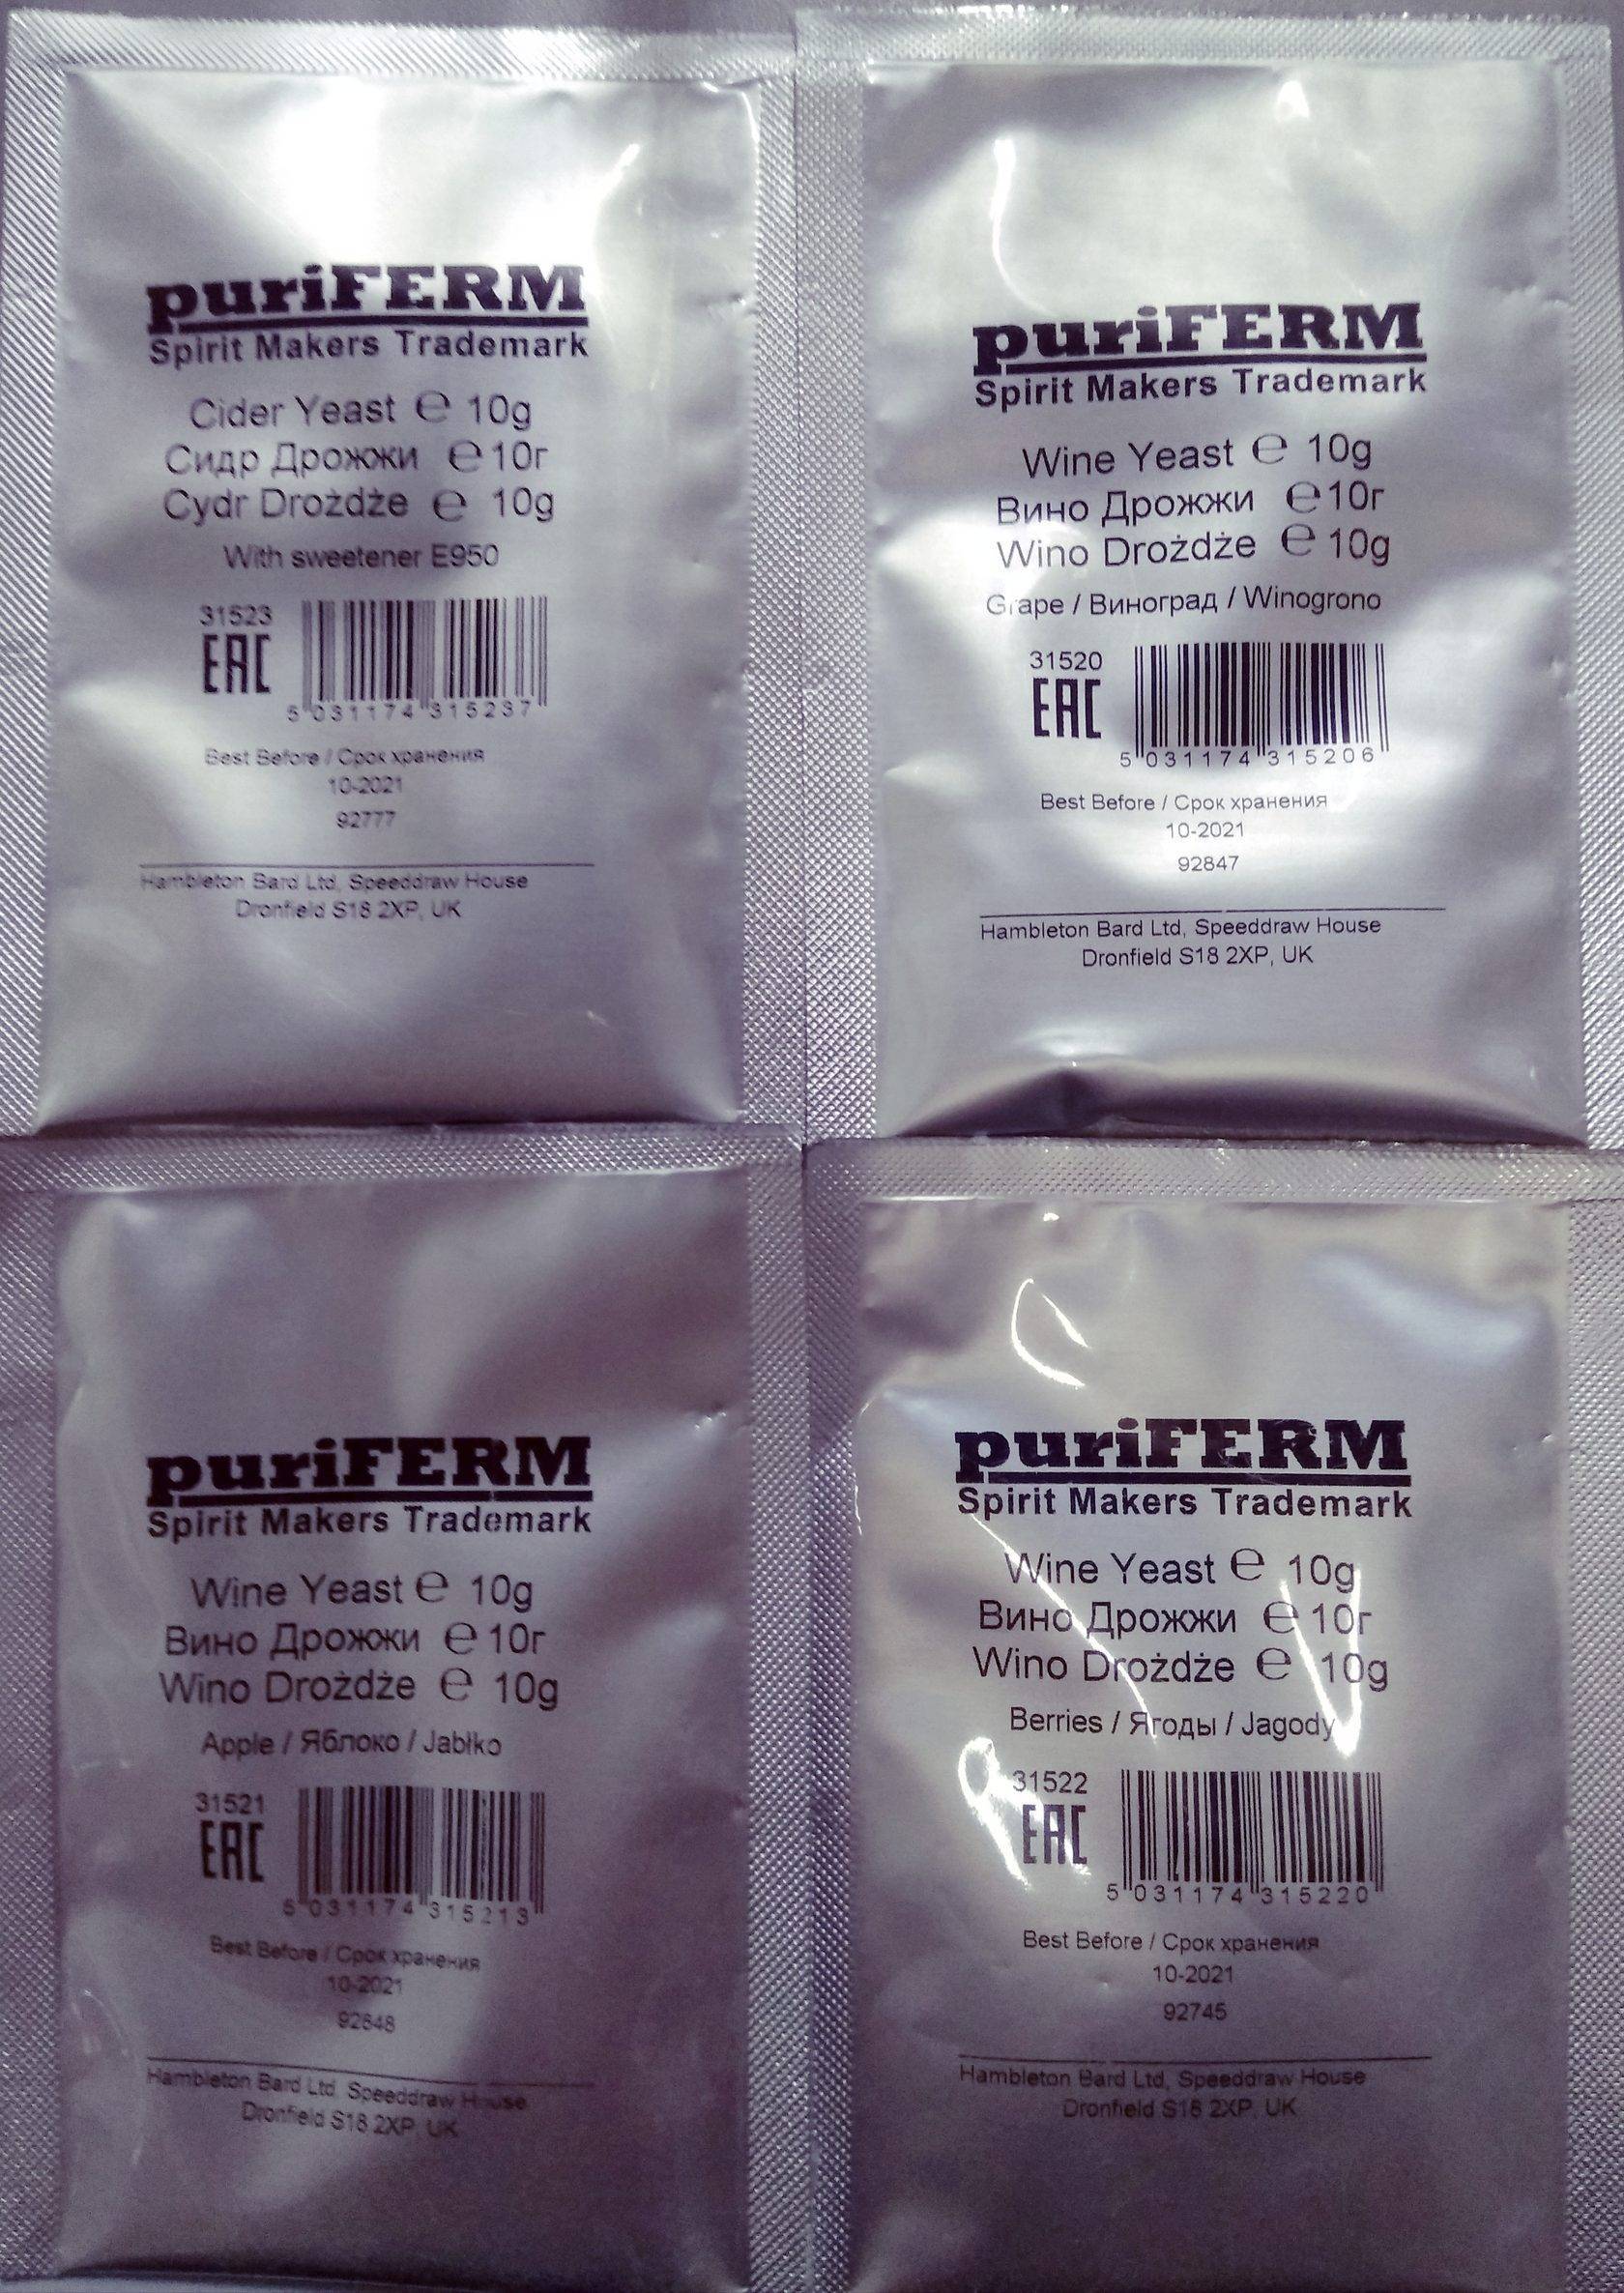 puriFERM
Spirit Makers Trademark
Cider Yeast ℮ 10g
Сидр Дрожжи ℮ 10г
Cydr Drożdże ℮ 10g
With sweetener E950
31523
EAC
5 031174 315237
Best Before / Срок хранения
10-2021
92777
Hambleton Bard Ltd, Speeddraw House
Dronfield S18 2XP, UK
puriFERM
Spirit Makers Trademark
Wine Yeast ℮ 10g
Вино Дрожжи ℮ 10г
Wino Drożdże ℮ 10g
Grape / Виноград / Winogrono
31520
EAC
5 031174 315206
Best Before / Срок хранения
10-2021
92847
Hambleton Bard Ltd, Speeddraw House
Dronfield S18 2XP, UK
puriFERM
Spirit Makers Trademark
Wine Yeast ℮ 10g
Вино Дрожжи ℮ 10г
Wino Drożdże ℮ 10g
Apple / Яблоко / Jabłko
31521
EAC
5 031174 315213
Best Before / Срок хранения
10-2021
92848
Hambleton Bard Ltd, Speeddraw House
Dronfield S18 2XP, UK
puriFERM
Spirit Makers Trademark
Wine Yeast ℮ 10g
Вино Дрожжи ℮ 10г
Wino Drożdże ℮ 10g
Berries / Ягоды / Jagody
31522
EAC
5 031174 315220
Best Before / Срок хранения
10-2021
92745
Hambleton Bard Ltd, Speeddraw House
Dronfield S18 2XP, UK